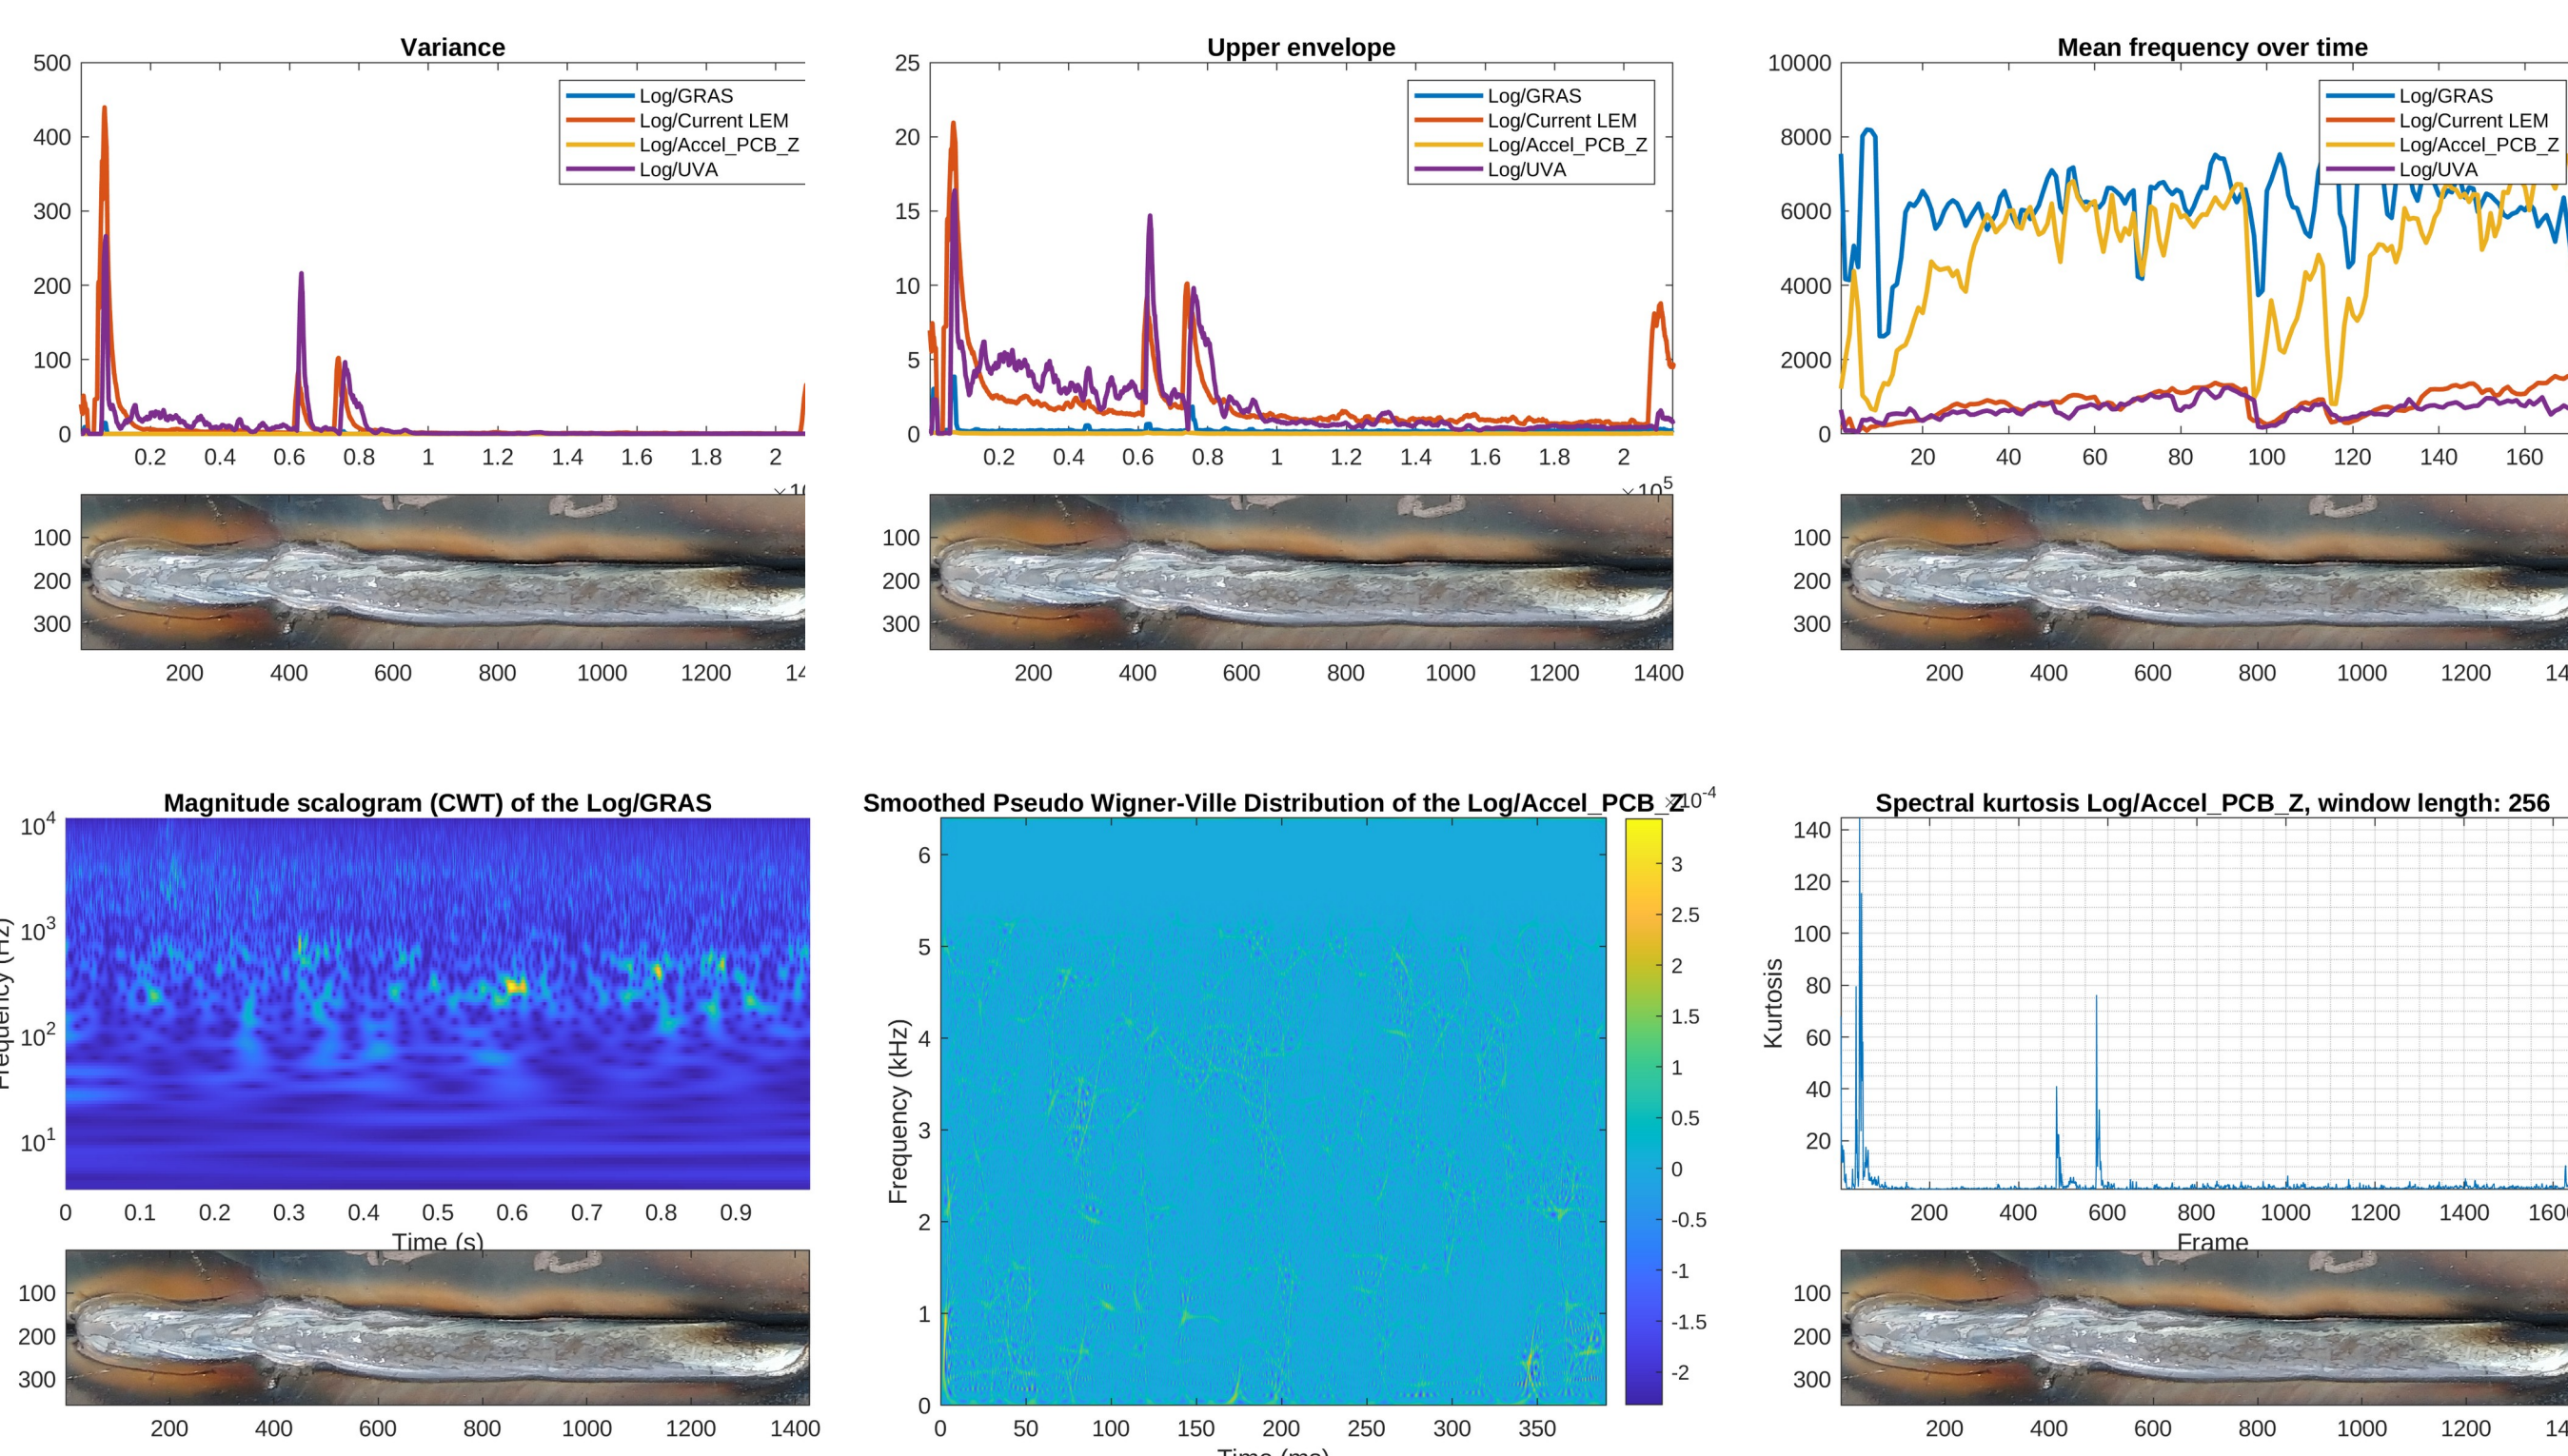 Variance
500
400
300
200
100
0
Log/GRAS
Log/Current LEM
Log/Accel_PCB_Z
Log/UVA
0.2 0.4 0.6 0.8 1 1.2 1.4 1.6 1.8 2
100
200
300
200 400 600 800 1000 1200
Upper envelope
25
20
15
10
5
0
Log/GRAS
Log/Current LEM
Log/Accel_PCB_Z
Log/UVA
0.2 0.4 0.6 0.8 1 1.2 1.4 1.6 1.8 2
×10^5
100
200
300
200 400 600 800 1000 1200 1400
Mean frequency over time
10000
8000
6000
4000
2000
0
Log/GRAS
Log/Current LEM
Log/Accel_PCB_Z
Log/UVA
20 40 60 80 100 120 140 160
100
200
300
200 400 600 800 1000 1200
Magnitude scalogram (CWT) of the Log/GRAS
10^4
10^3
10^2
10^1
Frequency (Hz)
0 0.1 0.2 0.3 0.4 0.5 0.6 0.7 0.8 0.9
Time (s)
100
200
300
200 400 600 800 1000 1200 1400
Smoothed Pseudo Wigner-Ville Distribution of the Log/Accel_PCB_Z
×10^-4
6
5
4
3
2
1
0
Frequency (kHz)
3
2.5
2
1.5
1
0.5
0
-0.5
-1
-1.5
-2
0 50 100 150 200 250 300 350
Time (ms)
Spectral kurtosis Log/Accel_PCB_Z, window length: 256
140
120
100
80
60
40
20
Kurtosis
200 400 600 800 1000 1200 1400
Frame
100
200
300
200 400 600 800 1000 1200